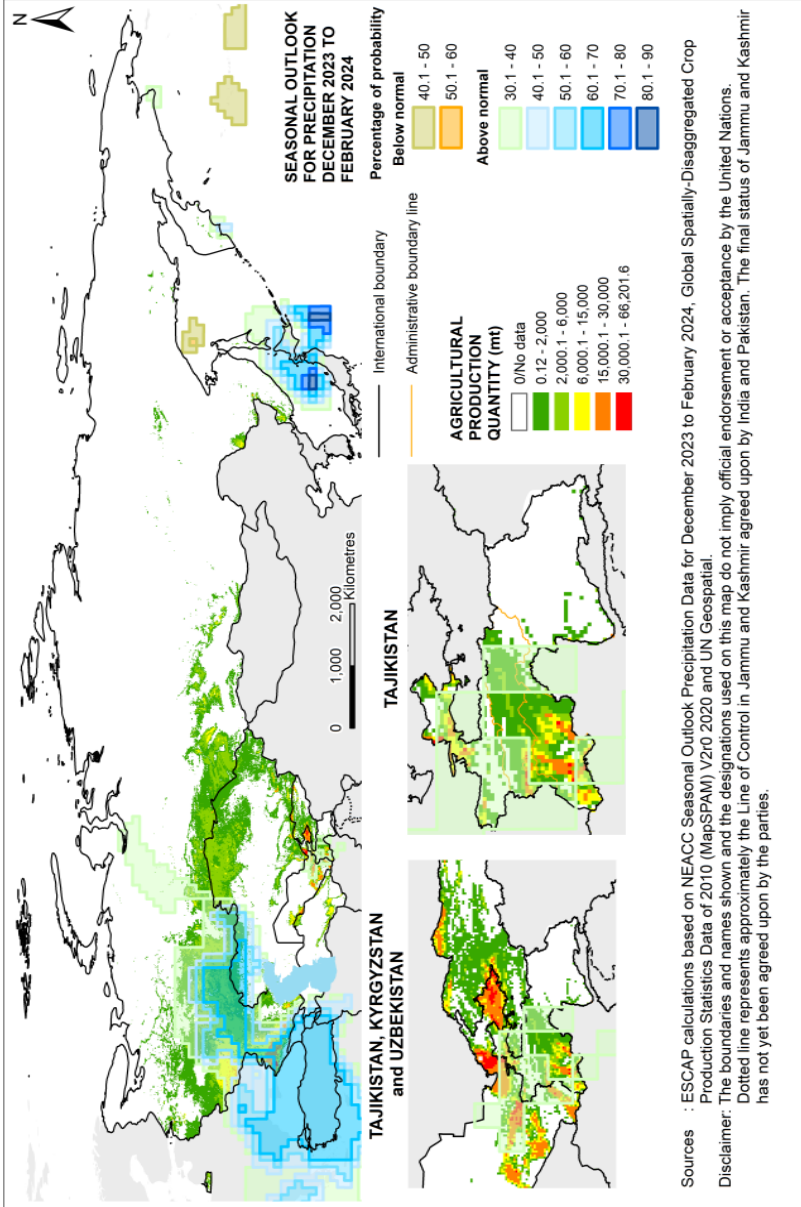 N
SEASONAL OUTLOOK
FOR PRECIPITATION
DECEMBER 2023 TO
FEBRUARY 2024
Percentage of probability
Below normal
40.1 - 50
50.1 - 60
Above normal
30.1 - 40
40.1 - 50
50.1 - 60
60.1 - 70
70.1 - 80
80.1 - 90
International boundary
Administrative boundary line
0 1,000 2,000
Kilometres
TAJIKISTAN, KYRGYZSTAN
and UZBEKISTAN
TAJIKISTAN
AGRICULTURAL
PRODUCTION
QUANTITY (mt)
0/No data
0.12 - 2,000
2,000.1 - 6,000
6,000.1 - 15,000
15,000.1 - 30,000
30,000.1 - 66,201.6
Sources : ESCAP calculations based on NEACC Seasonal Outlook Precipitation Data for December 2023 to February 2024, Global Spatially-Disaggregated Crop
Production Statistics Data of 2010 (MapSPAM) V2r0 2020 and UN Geospatial.
Disclaimer: The boundaries and names shown and the designations used on this map do not imply official endorsement or acceptance by the United Nations.
Dotted line represents approximately the Line of Control in Jammu and Kashmir agreed upon by India and Pakistan. The final status of Jammu and Kashmir
has not yet been agreed upon by the parties.